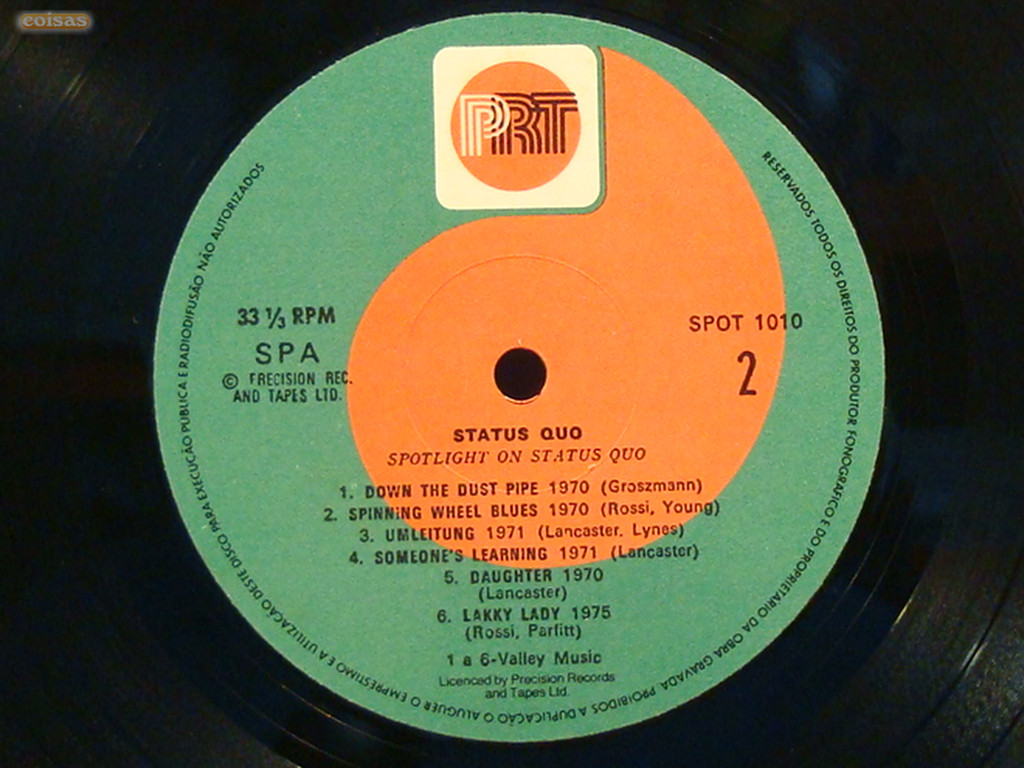 coisas
PRT
33 ⅓ RPM
SPA
© PRECISION REC.
AND TAPES LTD.
SPOT 1010
2
STATUS QUO
SPOTLIGHT ON STATUS QUO
1. DOWN THE DUST PIPE 1970 (Groszmann)
2. SPINNING WHEEL BLUES 1970 (Rossi, Young)
3. UMLEITUNG 1971 (Lancaster, Lynes)
4. SOMEONE'S LEARNING 1971 (Lancaster)
5. DAUGHTER 1970
(Lancaster)
6. LAKKY LADY 1975
(Rossi, Parfitt)
1 a 6-Valley Music
Licenced by Precision Records
and Tapes Ltd.
RESERVADOS TODOS OS DIREITOS DO PRODUTOR FONOGRAFICO E DO PROPRIETARIO DA OBRA GRAVADA. PROIBIDOS A DUPLICAÇÃO O ALUGUER O EMPRESTIMO E A UTILIZAÇÃO DESTE DISCO PARA EXECUÇÃO PUBLICA E RADIODIFUSÃO NÃO AUTORIZADOS